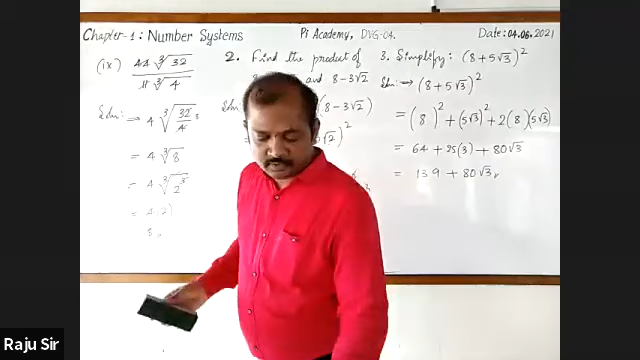 Chapter-1: Number Systems
Pi Academy, DVG-04.
Date: 04.06.2021
(ix) 44 ∛32
11 ∛4
Soln: ⟹ 4 ∛32/4
= 4 ∛8
= 4 ∛2³
= 4(2)
8
2. Find the product of
and 8-3√2
(8-3√2)
√2)²
3. Simplify: (8+5√3)²
Soln: ⟹ (8+5√3)²
= (8)² + (5√3)² + 2(8)(5√3)
= 64 + 25(3) + 80√3
= 139 + 80√3
Raju Sir